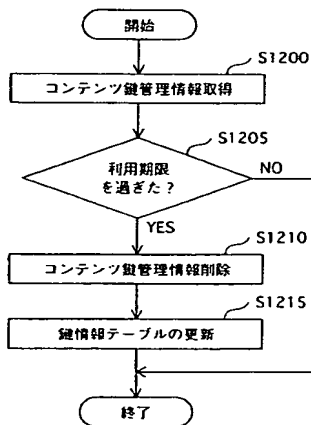 開始
S1200
コンテンツ鍵管理情報取得
S1205
利用期限
を過ぎた？
NO
YES
S1210
コンテンツ鍵管理情報削除
S1215
鍵情報テーブルの更新
終了